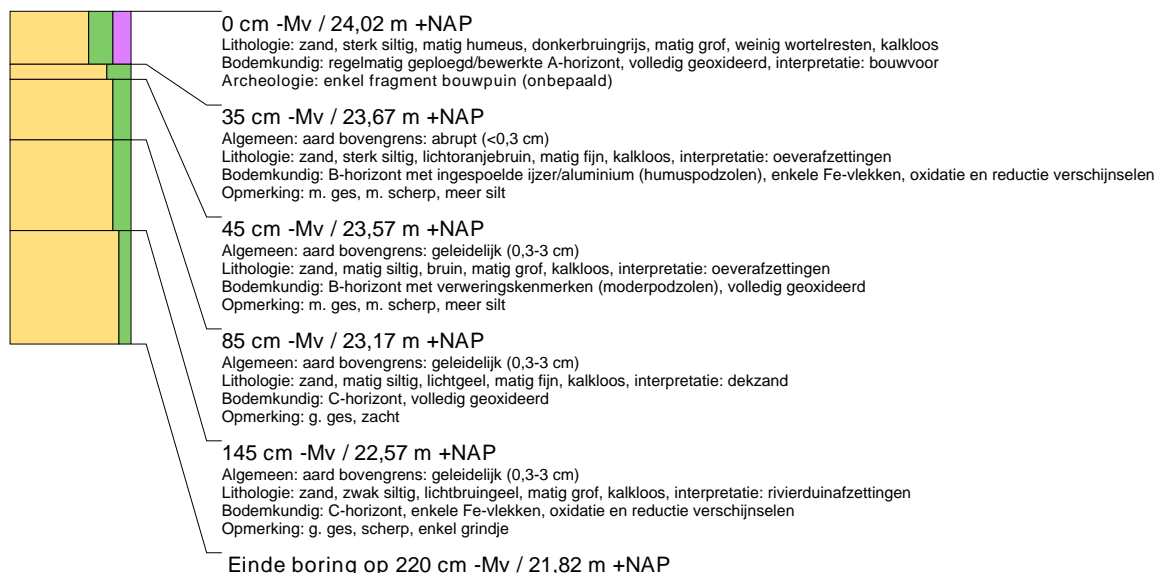 0 cm -Mv / 24,02 m +NAP
Lithologie: zand, sterk siltig, matig humeus, donkerbruingrijs, matig grof, weinig wortelresten, kalkloos
Bodemkundig: regelmatig geploegd/bewerkte A-horizont, volledig geoxideerd, interpretatie: bouwvoor
Archeologie: enkel fragment bouwpuin (onbepaald)
35 cm -Mv / 23,67 m +NAP
Algemeen: aard bovengrens: abrupt (<0,3 cm)
Lithologie: zand, sterk siltig, lichtoranjebruin, matig fijn, kalkloos, interpretatie: oeverafzettingen
Bodemkundig: B-horizont met ingespoelde ijzer/aluminium (humuspodzolen), enkele Fe-vlekken, oxidatie en reductie verschijnselen
Opmerking: m. ges, m. scherp, meer silt
45 cm -Mv / 23,57 m +NAP
Algemeen: aard bovengrens: geleidelijk (0,3-3 cm)
Lithologie: zand, matig siltig, bruin, matig grof, kalkloos, interpretatie: oeverafzettingen
Bodemkundig: B-horizont met verweringskenmerken (moderpodzolen), volledig geoxideerd
Opmerking: m. ges, m. scherp, meer silt
85 cm -Mv / 23,17 m +NAP
Algemeen: aard bovengrens: geleidelijk (0,3-3 cm)
Lithologie: zand, matig siltig, lichtgeel, matig fijn, kalkloos, interpretatie: dekzand
Bodemkundig: C-horizont, volledig geoxideerd
Opmerking: g. ges, zacht
145 cm -Mv / 22,57 m +NAP
Algemeen: aard bovengrens: geleidelijk (0,3-3 cm)
Lithologie: zand, zwak siltig, lichtbruingeel, matig grof, kalkloos, interpretatie: rivierduinafzettingen
Bodemkundig: C-horizont, enkele Fe-vlekken, oxidatie en reductie verschijnselen
Opmerking: g. ges, scherp, enkel grindje
Einde boring op 220 cm -Mv / 21,82 m +NAP